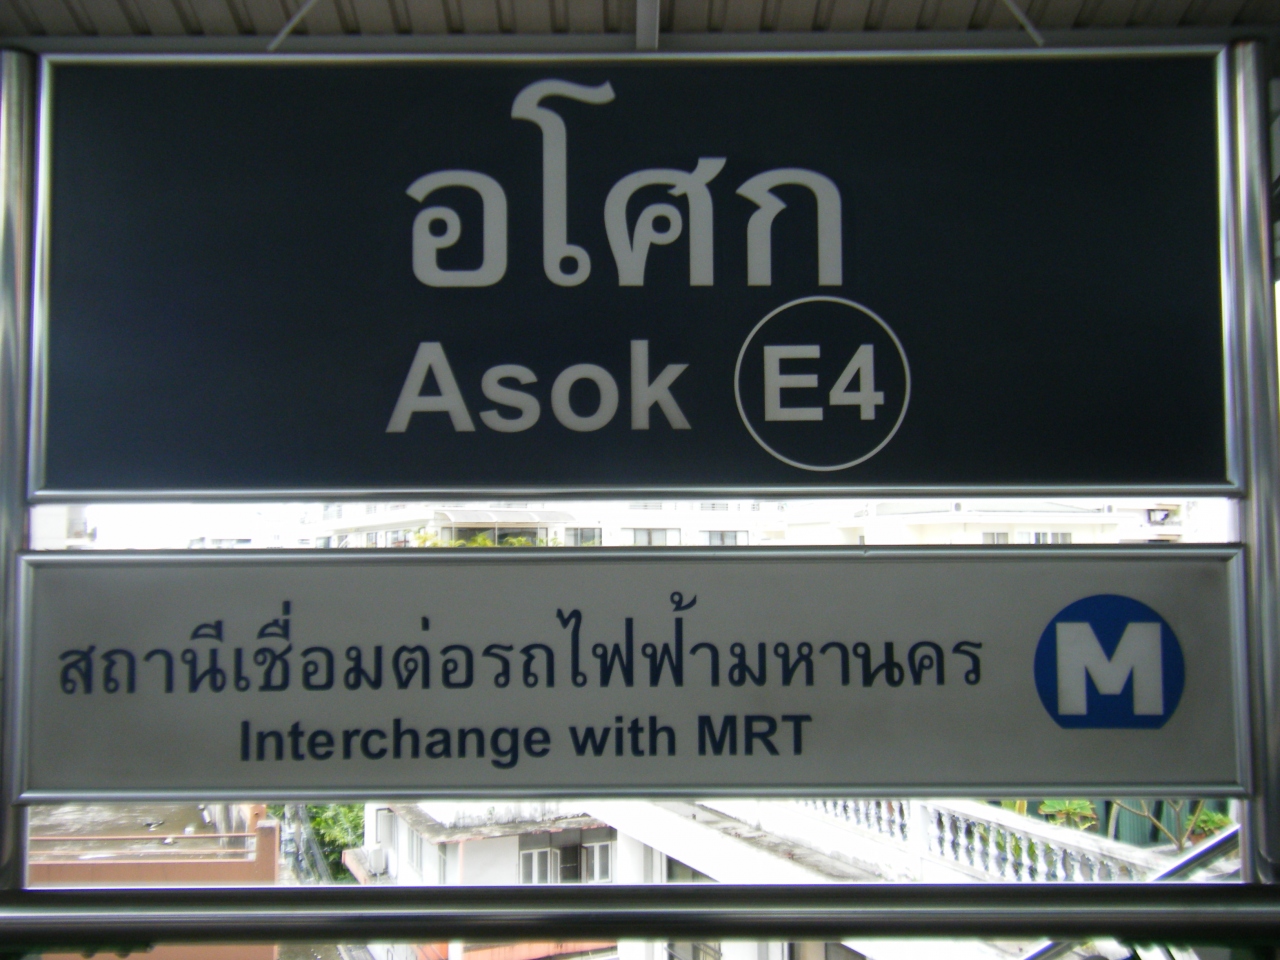 อโศก
Asok E4
สถานีเชื่อมต่อรถไฟฟ้ามหานคร
Interchange with MRT
M